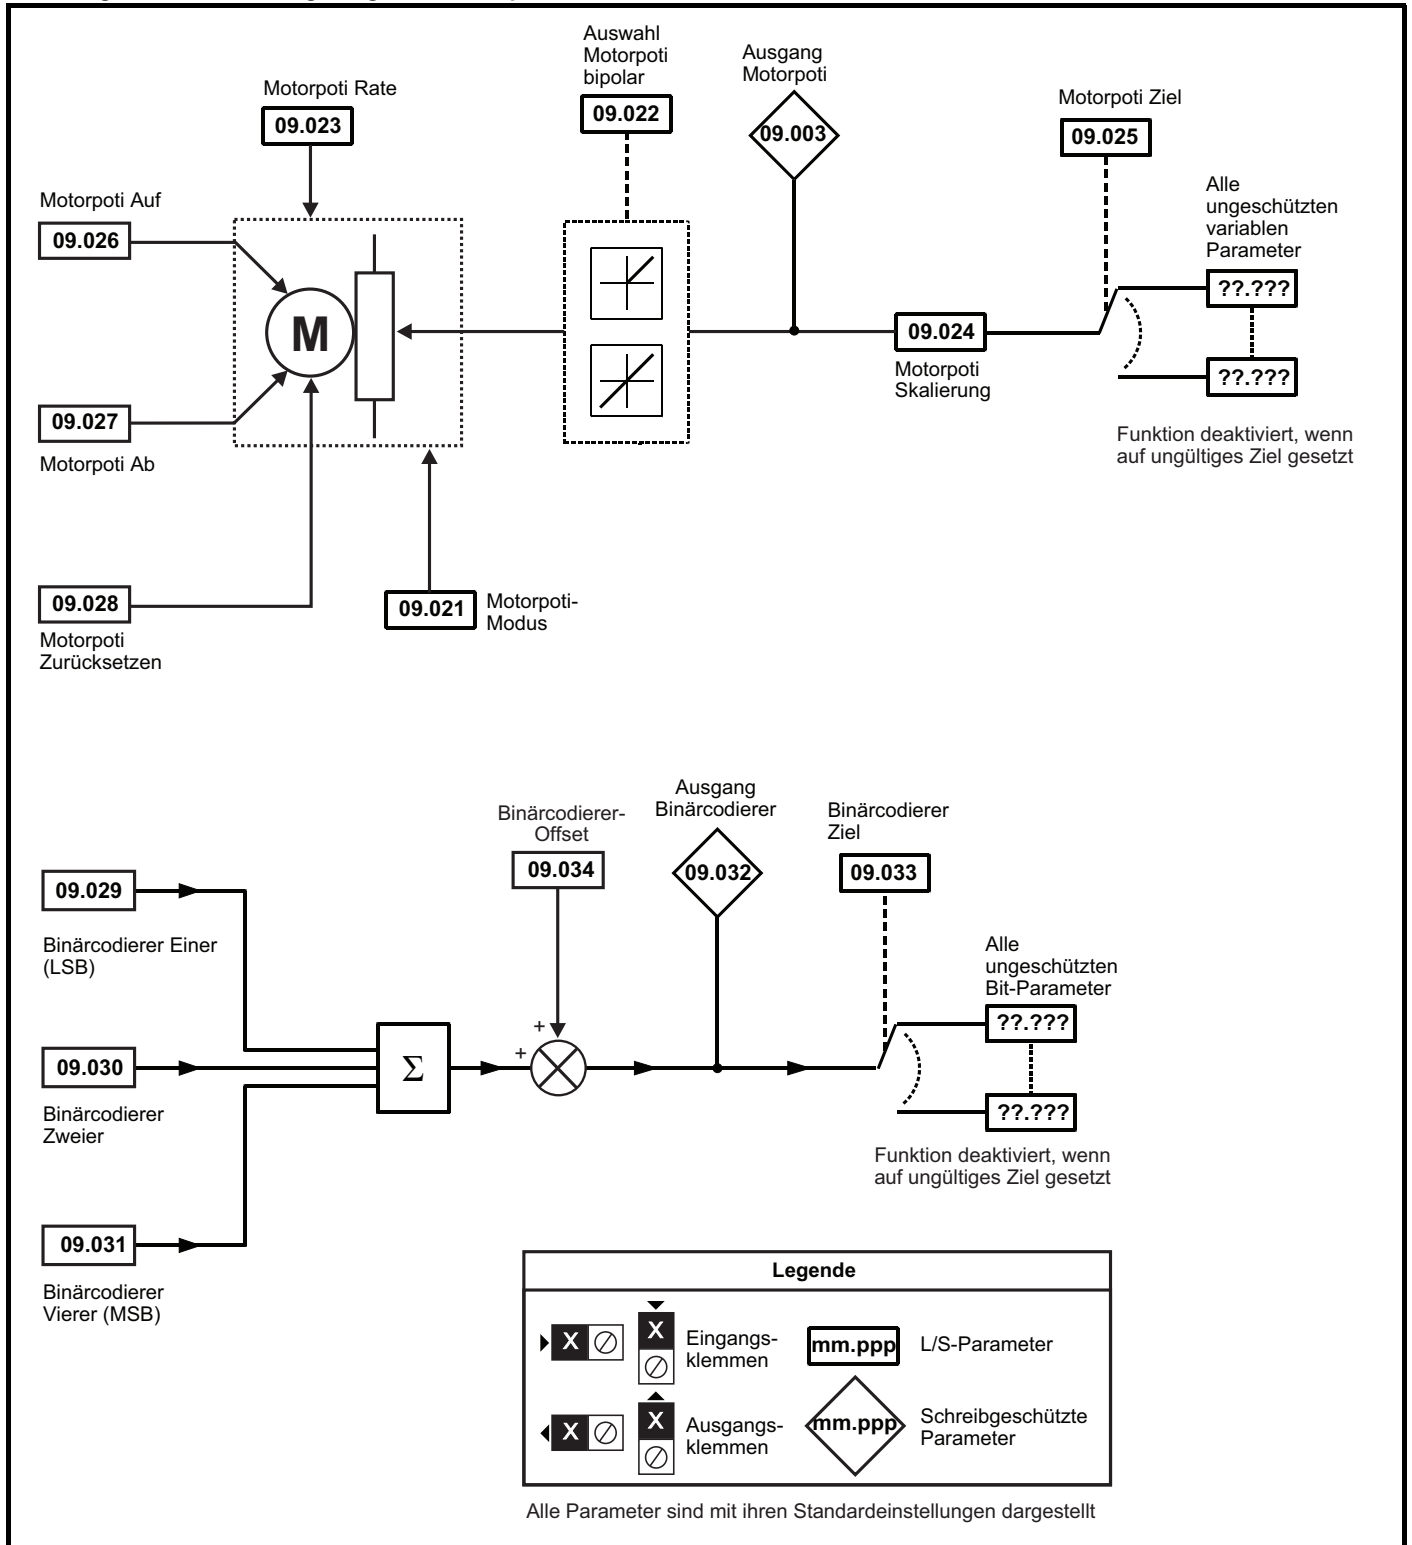 Auswahl
Motorpoti
bipolar
09.022
Ausgang
Motorpoti
09.003
Motorpoti Rate
09.023
Motorpoti Ziel
09.025
Motorpoti Auf
09.026
Alle
ungeschützten
variablen
Parameter
??.???
??.???
M
09.024
Motorpoti
Skalierung
09.027
Motorpoti Ab
Funktion deaktiviert, wenn
auf ungültiges Ziel gesetzt
09.028
Motorpoti
Zurücksetzen
09.021
Motorpoti-
Modus
Binärcodierer-
Offset
09.034
Ausgang
Binärcodierer
09.032
Binärcodierer
Ziel
09.033
09.029
Binärcodierer Einer
(LSB)
Alle
ungeschützten
Bit-Parameter
??.???
??.???
+
+
Σ
09.030
Binärcodierer
Zweier
Funktion deaktiviert, wenn
auf ungültiges Ziel gesetzt
09.031
Binärcodierer
Vierer (MSB)
Legende
X
X
Eingangs-
klemmen
mm.ppp
L/S-Parameter
X
X
Ausgangs-
klemmen
mm.ppp
Schreibgeschützte
Parameter
Alle Parameter sind mit ihren Standardeinstellungen dargestellt